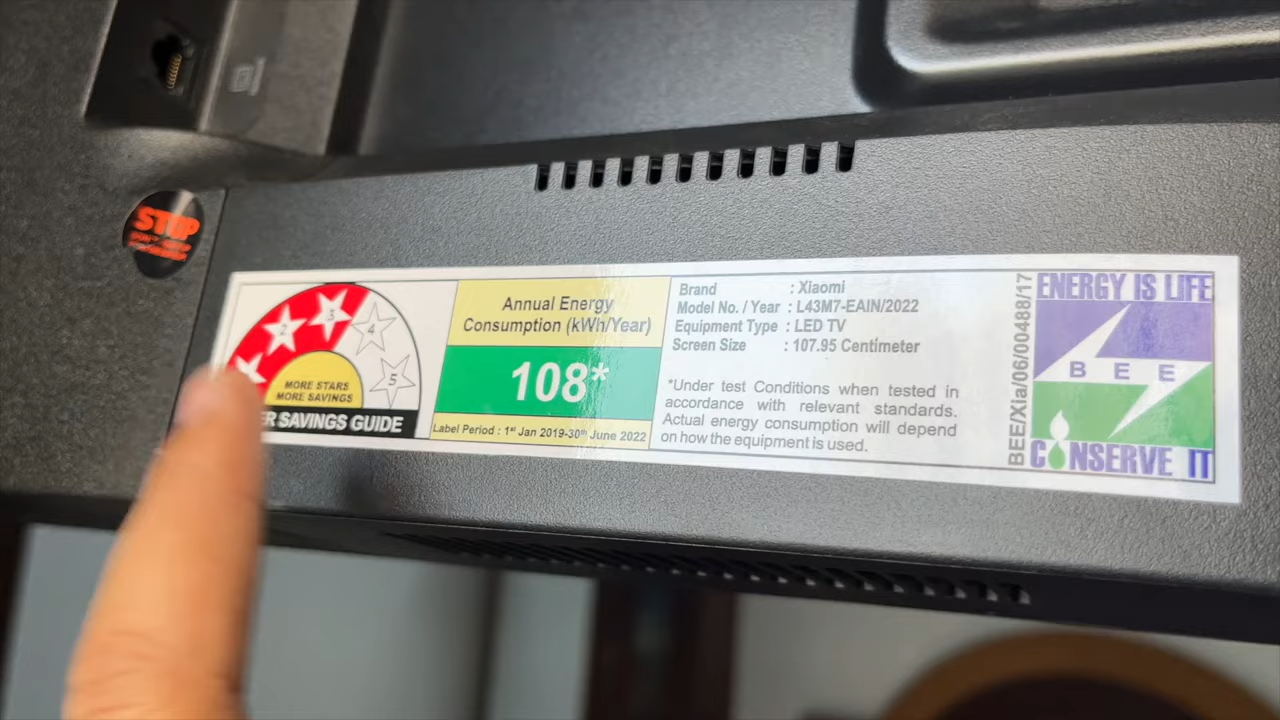 STOP
2
3
4
5
MORE STARS
MORE SAVINGS
SAVINGS GUIDE
Annual Energy
Consumption (kWh/Year)
108*
Label Period : 1st Jan 2019-30th June 2022
Brand : Xiaomi
Model No. / Year : L43M7-EAIN/2022
Equipment Type : LED TV
Screen Size : 107.95 Centimeter
*Under test Conditions when tested in
accordance with relevant standards.
Actual energy consumption will depend
on how the equipment is used.
BEE/Xia/06/00488/17
ENERGY IS LIFE
BEE
CONSERVE IT